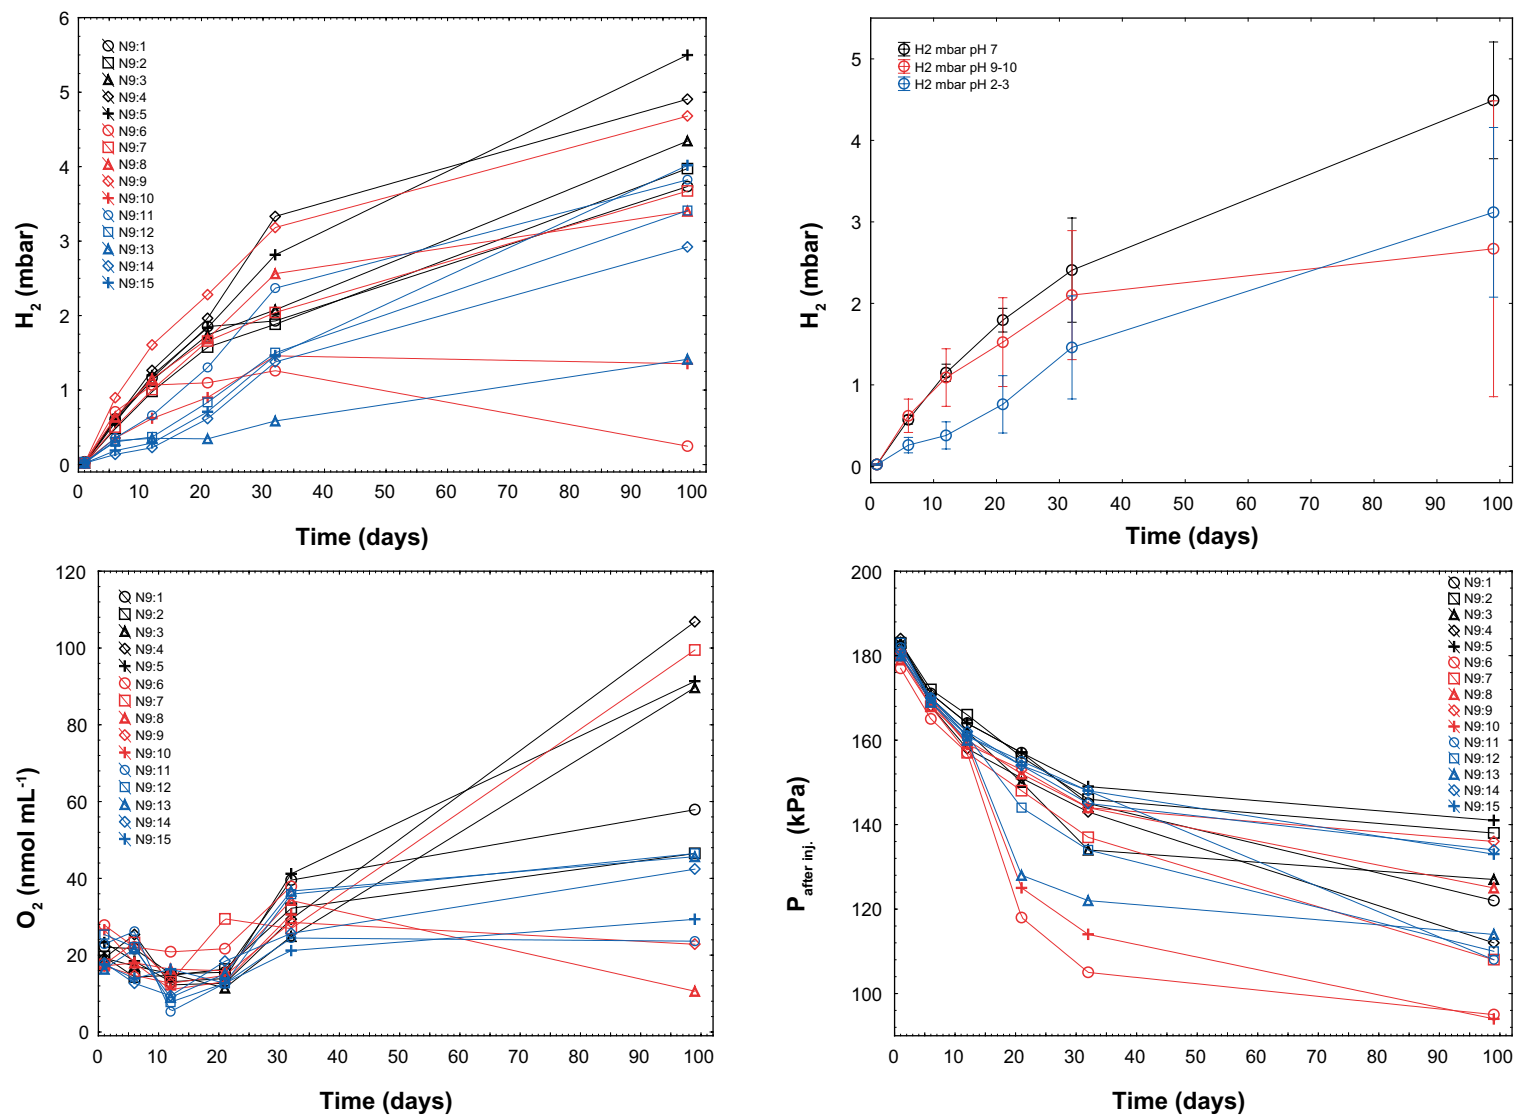 6
5
4
3
2
1
0
H2 (mbar)
N9:1
N9:2
N9:3
N9:4
N9:5
N9:6
N9:7
N9:8
N9:9
N9:10
N9:11
N9:12
N9:13
N9:14
N9:15
0 10 20 30 40 50 60 70 80 90 100
Time (days)
5
4
3
2
1
0
H2 (mbar)
H2 mbar pH 7
H2 mbar pH 9-10
H2 mbar pH 2-3
0 10 20 30 40 50 60 70 80 90 100
Time (days)
120
100
80
60
40
20
0
O2 (nmol mL-1)
N9:1
N9:2
N9:3
N9:4
N9:5
N9:6
N9:7
N9:8
N9:9
N9:10
N9:11
N9:12
N9:13
N9:14
N9:15
0 10 20 30 40 50 60 70 80 90 100
Time (days)
200
180
160
140
120
100
P after inj. (kPa)
N9:1
N9:2
N9:3
N9:4
N9:5
N9:6
N9:7
N9:8
N9:9
N9:10
N9:11
N9:12
N9:13
N9:14
N9:15
0 10 20 30 40 50 60 70 80 90 100
Time (days)